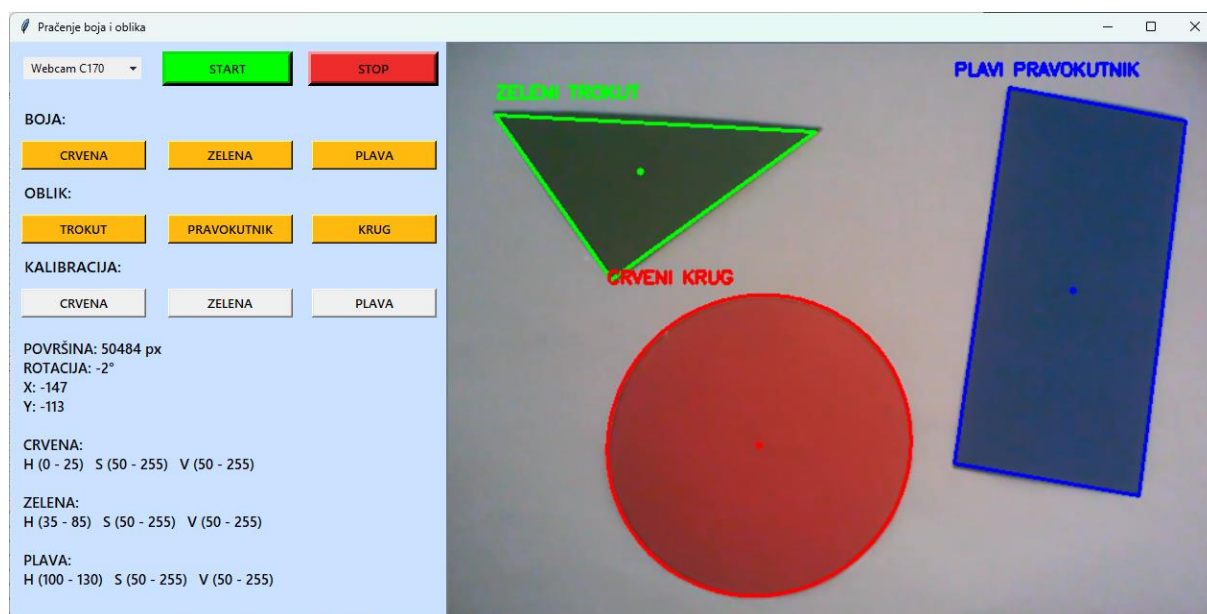 Pračenje boja i oblika
Webcam C170
START
STOP
BOJA:
CRVENA
ZELENA
PLAVA
OBLIK:
TROKUT
PRAVOKUTNIK
KRUG
KALIBRACIJA:
CRVENA
ZELENA
PLAVA
POVRŠINA: 50484 px
ROTACIJA: -2°
X: -147
Y: -113
CRVENA:
H (0 - 25) S (50 - 255) V (50 - 255)
ZELENA:
H (35 - 85) S (50 - 255) V (50 - 255)
PLAVA:
H (100 - 130) S (50 - 255) V (50 - 255)
PLAVI PRAVOKUTNIK
ZELENI TROKUT
CRVENI KRUG